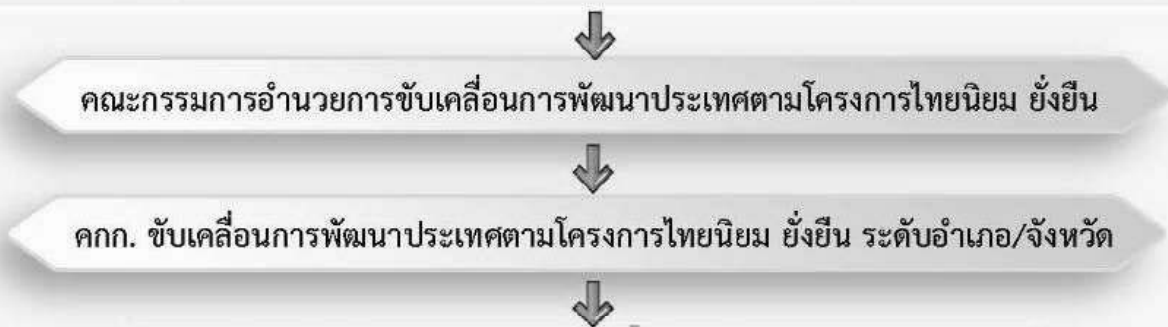 คณะกรรมการอำนวยการขับเคลื่อนการพัฒนาประเทศตามโครงการไทยนิยม ยั่งยืน
คกก. ขับเคลื่อนการพัฒนาประเทศตามโครงการไทยนิยม ยั่งยืน ระดับอำเภอ/จังหวัด